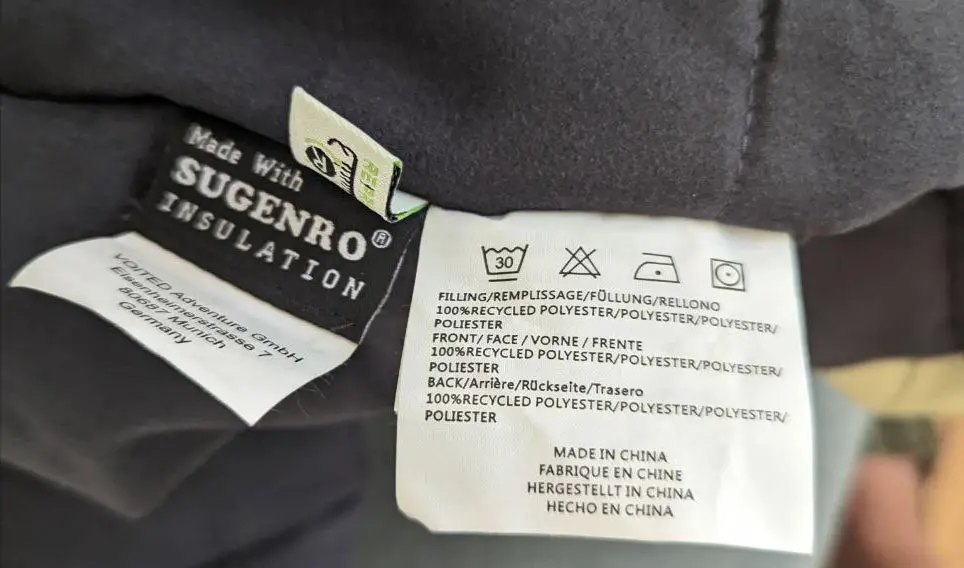 Made With
SUGENRO®
INSULATION
VOITED Adventure GmbH
Elsenheimerstrasse 7
80687 Munich
Germany
30
FILLING/REMPLISSAGE/FÜLLUNG/RELLONO
100%RECYCLED POLYESTER/POLYESTER/POLYESTER/
POLIESTER
FRONT/ FACE / VORNE / FRENTE
100%RECYCLED POLYESTER/POLYESTER/POLYESTER/
POLIESTER
BACK/Arrière/Rückseite/Trasero
100%RECYCLED POLYESTER/POLYESTER/POLYESTER/
POLIESTER
MADE IN CHINA
FABRIQUE EN CHINE
HERGESTELLT IN CHINA
HECHO EN CHINA